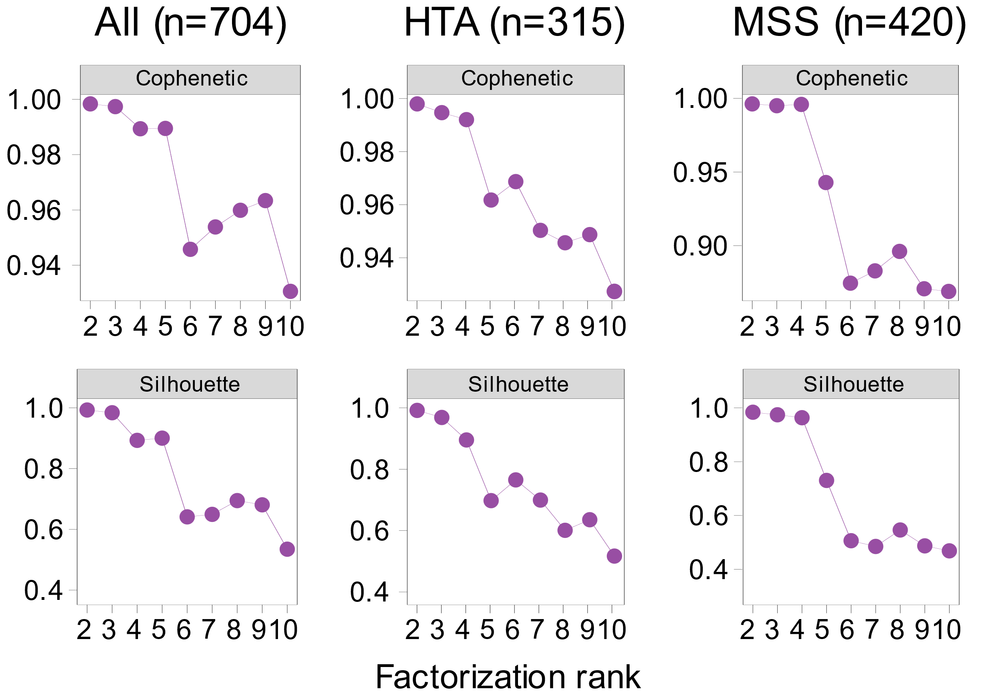 All (n=704) HTA (n=315) MSS (n=420)
Cophenetic Cophenetic Cophenetic
1.00 1.00 1.00
0.98 0.98 0.95
0.96 0.96 0.90
0.94 0.94
2 3 4 5 6 7 8 9 10 2 3 4 5 6 7 8 9 10 2 3 4 5 6 7 8 9 10
Silhouette Silhouette Silhouette
1.0 1.0 1.0
0.8 0.8 0.8
0.6 0.6 0.6
0.4 0.4 0.4
2 3 4 5 6 7 8 9 10 2 3 4 5 6 7 8 9 10 2 3 4 5 6 7 8 9 10
Factorization rank